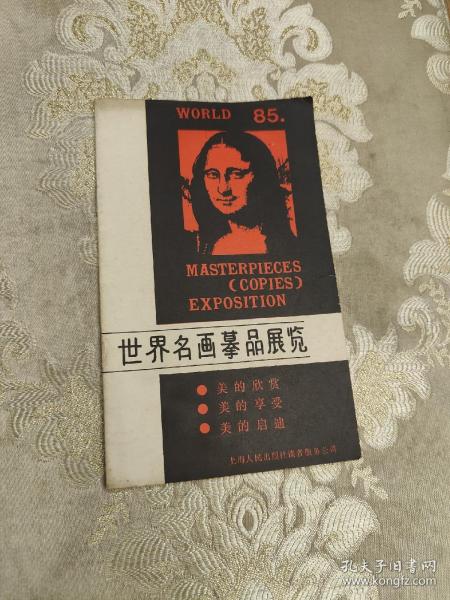 WORLD 85.
MASTERPIECES
(COPIES)
EXPOSITION
世界名画摹品展览
● 美的欣赏
● 美的享受
● 美的启迪
上海人民出版社读者服务公司
孔夫子旧书网
www.kongfz.com